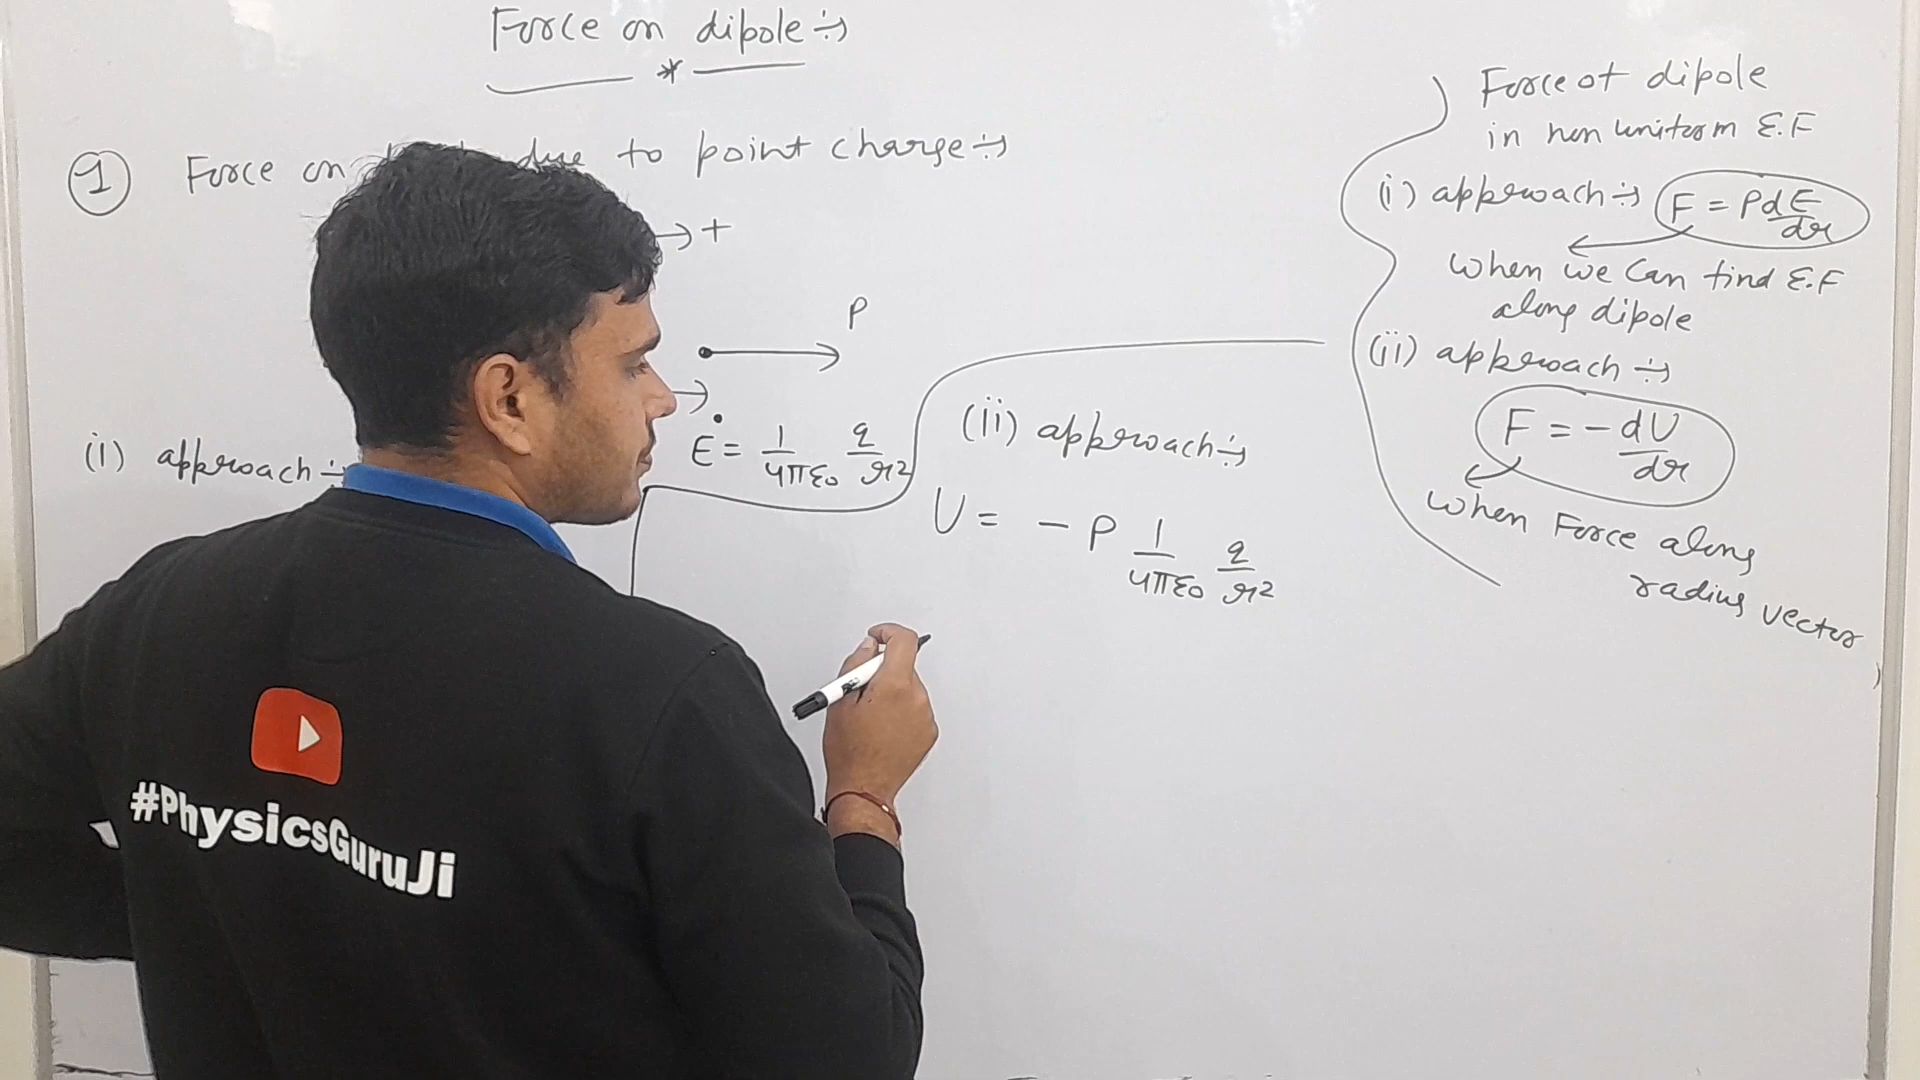 Force on dipole :→
*
① Force on due to point charge :→
→ +
P
(i) approach :→
E = 1/4πε₀ q/r²
(ii) approach :→
U = - P 1/4πε₀ q/r²
Force of dipole
in non uniform E.F
(i) approach :→ F = P dE/dr
When we can find E.F
along dipole
(ii) approach :→
F = - dU/dr
When Force along
radius vector
#PhysicsGuruJi